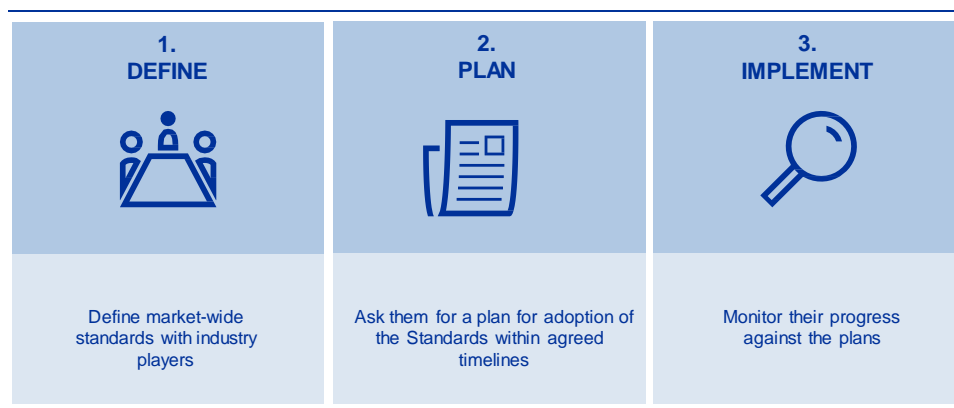 1.
DEFINE
Define market-wide
standards with industry
players
2.
PLAN
Ask them for a plan for adoption of
the Standards within agreed
timelines
3.
IMPLEMENT
Monitor their progress
against the plans